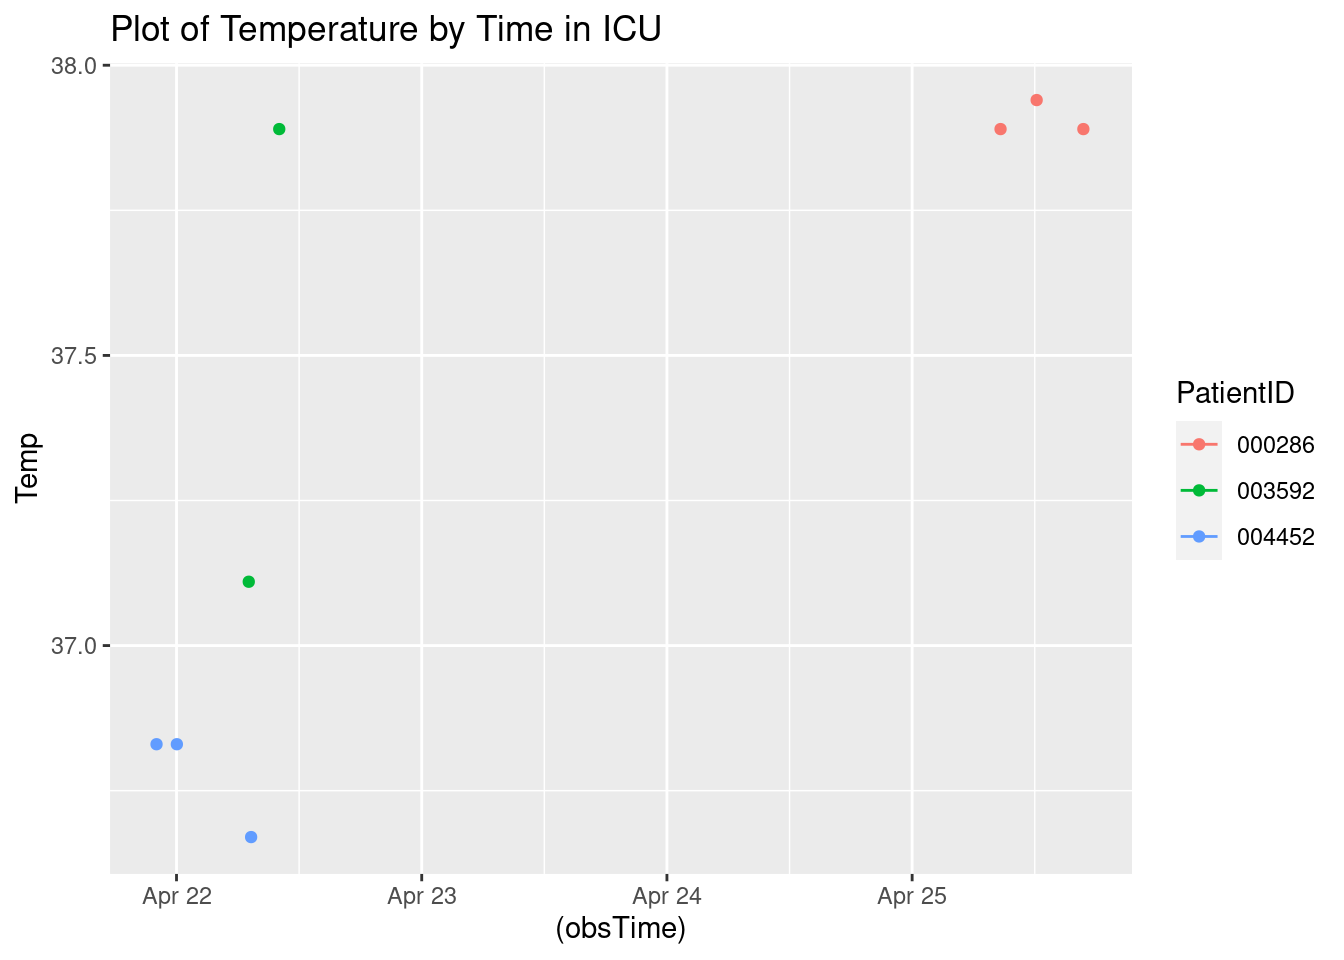 Plot of Temperature by Time in ICU
38.0
37.5
37.0
Temp
Apr 22 Apr 23 Apr 24 Apr 25
(obsTime)
PatientID
000286
003592
004452